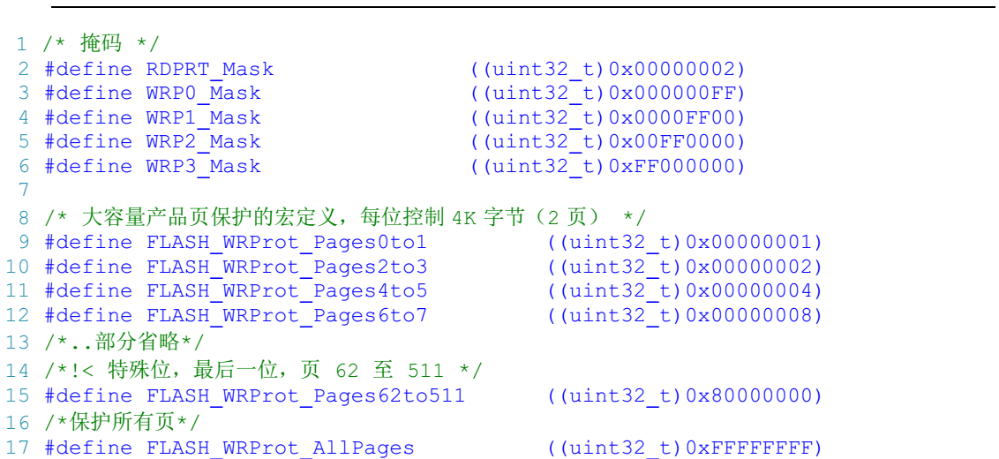 1 /* 掩码 */
2 #define RDPRT_Mask ((uint32_t)0x00000002)
3 #define WRP0_Mask ((uint32_t)0x000000FF)
4 #define WRP1_Mask ((uint32_t)0x0000FF00)
5 #define WRP2_Mask ((uint32_t)0x00FF0000)
6 #define WRP3_Mask ((uint32_t)0xFF000000)
7
8 /* 大容量产品页保护的宏定义，每位控制 4K 字节（2 页） */
9 #define FLASH_WRProt_Pages0to1 ((uint32_t)0x00000001)
10 #define FLASH_WRProt_Pages2to3 ((uint32_t)0x00000002)
11 #define FLASH_WRProt_Pages4to5 ((uint32_t)0x00000004)
12 #define FLASH_WRProt_Pages6to7 ((uint32_t)0x00000008)
13 /*..部分省略*/
14 /*!< 特殊位，最后一位，页 62 至 511 */
15 #define FLASH_WRProt_Pages62to511 ((uint32_t)0x80000000)
16 /*保护所有页*/
17 #define FLASH_WRProt_AllPages ((uint32_t)0xFFFFFFFF)